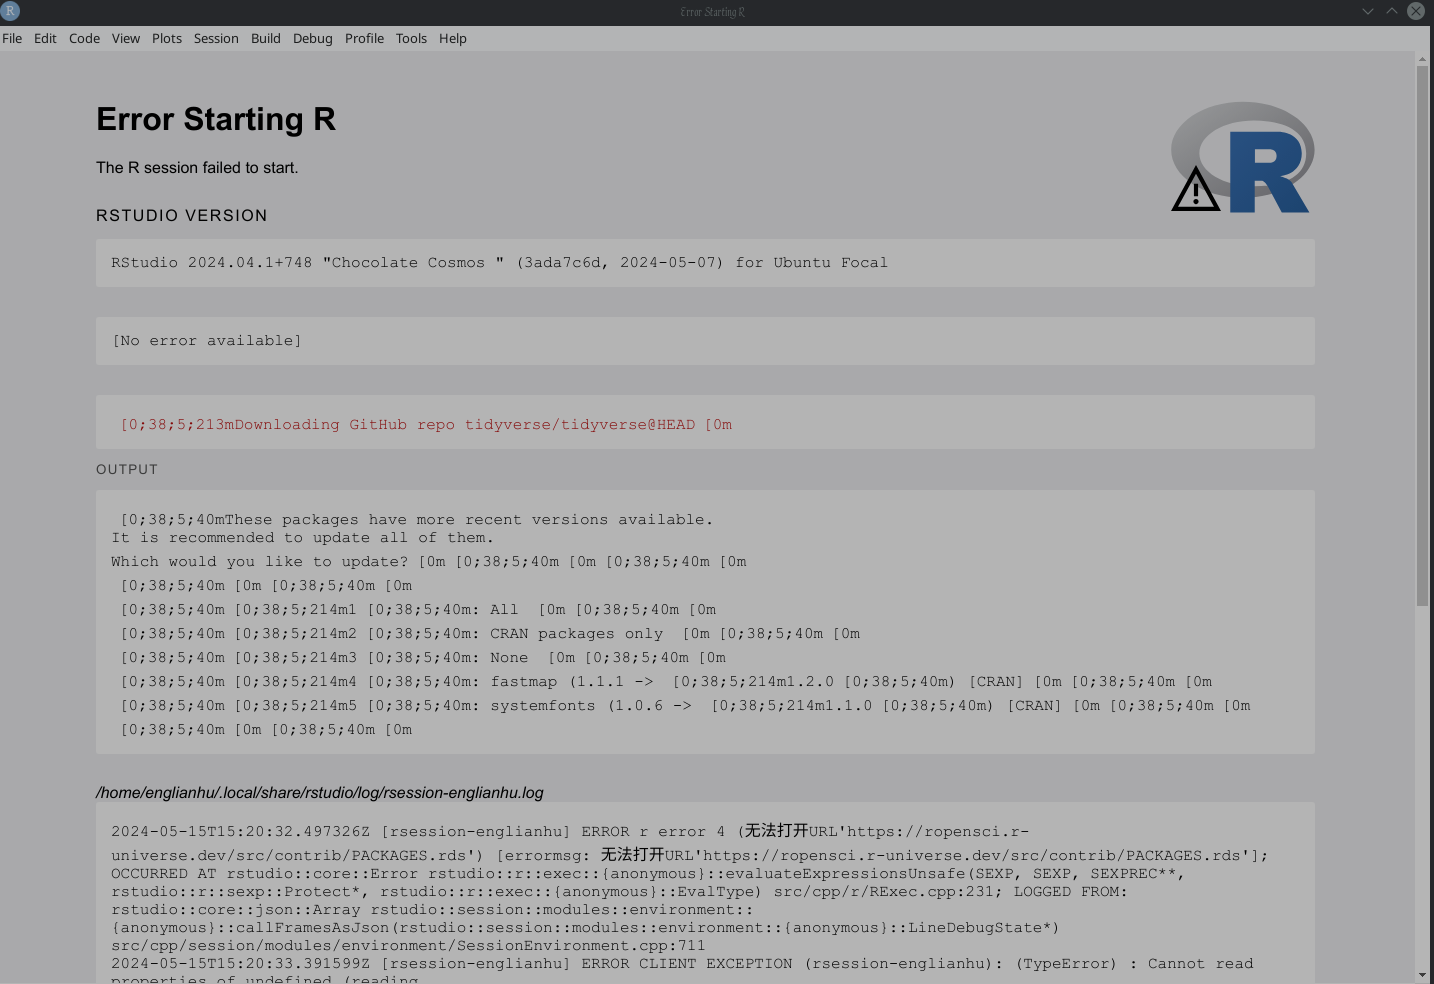 R
Error Starting R
File Edit Code View Plots Session Build Debug Profile Tools Help
Error Starting R
R
The R session failed to start.
RSTUDIO VERSION
RStudio 2024.04.1+748 "Chocolate Cosmos " (3ada7c6d, 2024-05-07) for Ubuntu Focal
[No error available]
[0;38;5;213mDownloading GitHub repo tidyverse/tidyverse@HEAD [0m
OUTPUT
[0;38;5;40mThese packages have more recent versions available.
It is recommended to update all of them.
Which would you like to update? [0m [0;38;5;40m [0m [0;38;5;40m [0m
[0;38;5;40m [0m [0;38;5;40m [0m
[0;38;5;40m [0;38;5;214m1 [0;38;5;40m: All  [0m [0;38;5;40m [0m
[0;38;5;40m [0;38;5;214m2 [0;38;5;40m: CRAN packages only  [0m [0;38;5;40m [0m
[0;38;5;40m [0;38;5;214m3 [0;38;5;40m: None  [0m [0;38;5;40m [0m
[0;38;5;40m [0;38;5;214m4 [0;38;5;40m: fastmap (1.1.1 ->  [0;38;5;214m1.2.0 [0;38;5;40m) [CRAN] [0m [0;38;5;40m [0m
[0;38;5;40m [0;38;5;214m5 [0;38;5;40m: systemfonts (1.0.6 ->  [0;38;5;214m1.1.0 [0;38;5;40m) [CRAN] [0m [0;38;5;40m [0m
[0;38;5;40m [0m [0;38;5;40m [0m
/home/englianhu/.local/share/rstudio/log/rsession-englianhu.log
2024-05-15T15:20:32.497326Z [rsession-englianhu] ERROR r error 4 (无法打开URL'https://ropensci.r-
universe.dev/src/contrib/PACKAGES.rds') [errormsg: 无法打开URL'https://ropensci.r-universe.dev/src/contrib/PACKAGES.rds'];
OCCURRED AT rstudio::core::Error rstudio::r::exec::{anonymous}::evaluateExpressionsUnsafe(SEXP, SEXP, SEXPREC**,
rstudio::r::sexp::Protect*, rstudio::r::exec::{anonymous}::EvalType) src/cpp/r/RExec.cpp:231; LOGGED FROM:
rstudio::core::json::Array rstudio::session::modules::environment::
{anonymous}::callFramesAsJson(rstudio::session::modules::environment::{anonymous}::LineDebugState*)
src/cpp/session/modules/environment/SessionEnvironment.cpp:711
2024-05-15T15:20:33.391599Z [rsession-englianhu] ERROR CLIENT EXCEPTION (rsession-englianhu): (TypeError) : Cannot read
properties of undefined (reading